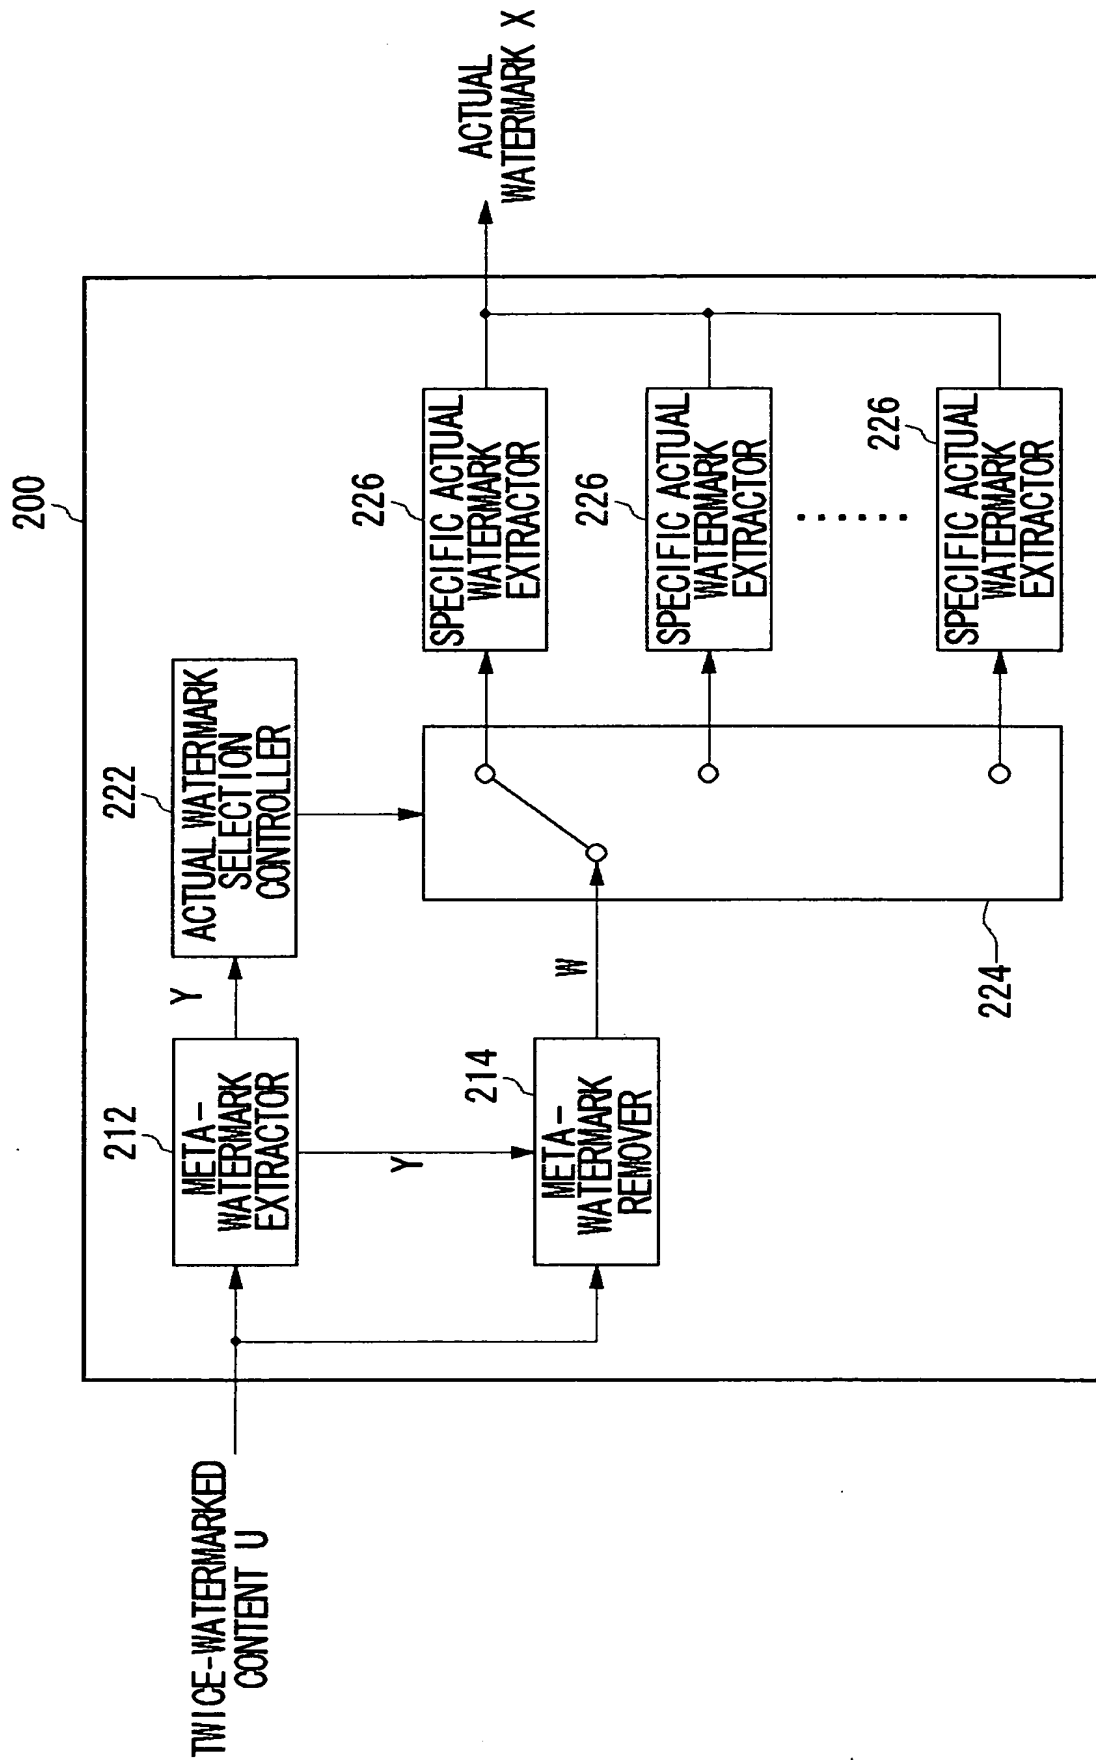 200
TWICE-WATERMARKED
CONTENT U
212
META-
WATERMARK
EXTRACTOR
Y
222
ACTUAL WATERMARK
SELECTION
CONTROLLER
Y
214
META-
WATERMARK
REMOVER
W
224
226
SPECIFIC ACTUAL
WATERMARK
EXTRACTOR
226
SPECIFIC ACTUAL
WATERMARK
EXTRACTOR
......
226
SPECIFIC ACTUAL
WATERMARK
EXTRACTOR
ACTUAL
WATERMARK X